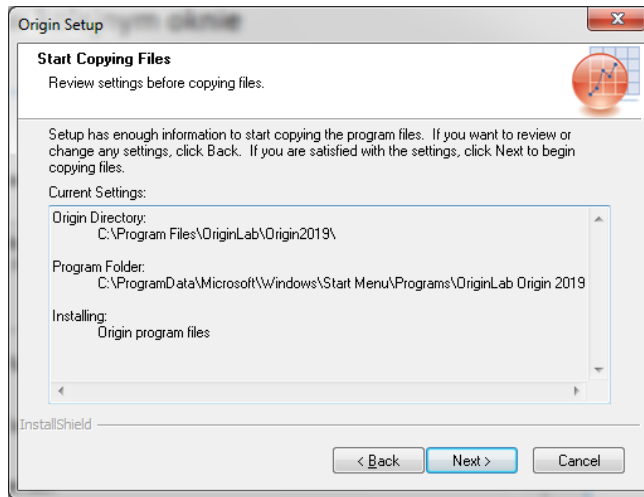 oknie
Origin Setup
Start Copying Files
Review settings before copying files.
Setup has enough information to start copying the program files. If you want to review or
change any settings, click Back. If you are satisfied with the settings, click Next to begin
copying files.
Current Settings:
Origin Directory:
C:\Program Files\OriginLab\Origin2019\
Program Folder:
C:\ProgramData\Microsoft\Windows\Start Menu\Programs\OriginLab Origin 2019
Installing:
Origin program files
InstallShield
< Back
Next >
Cancel